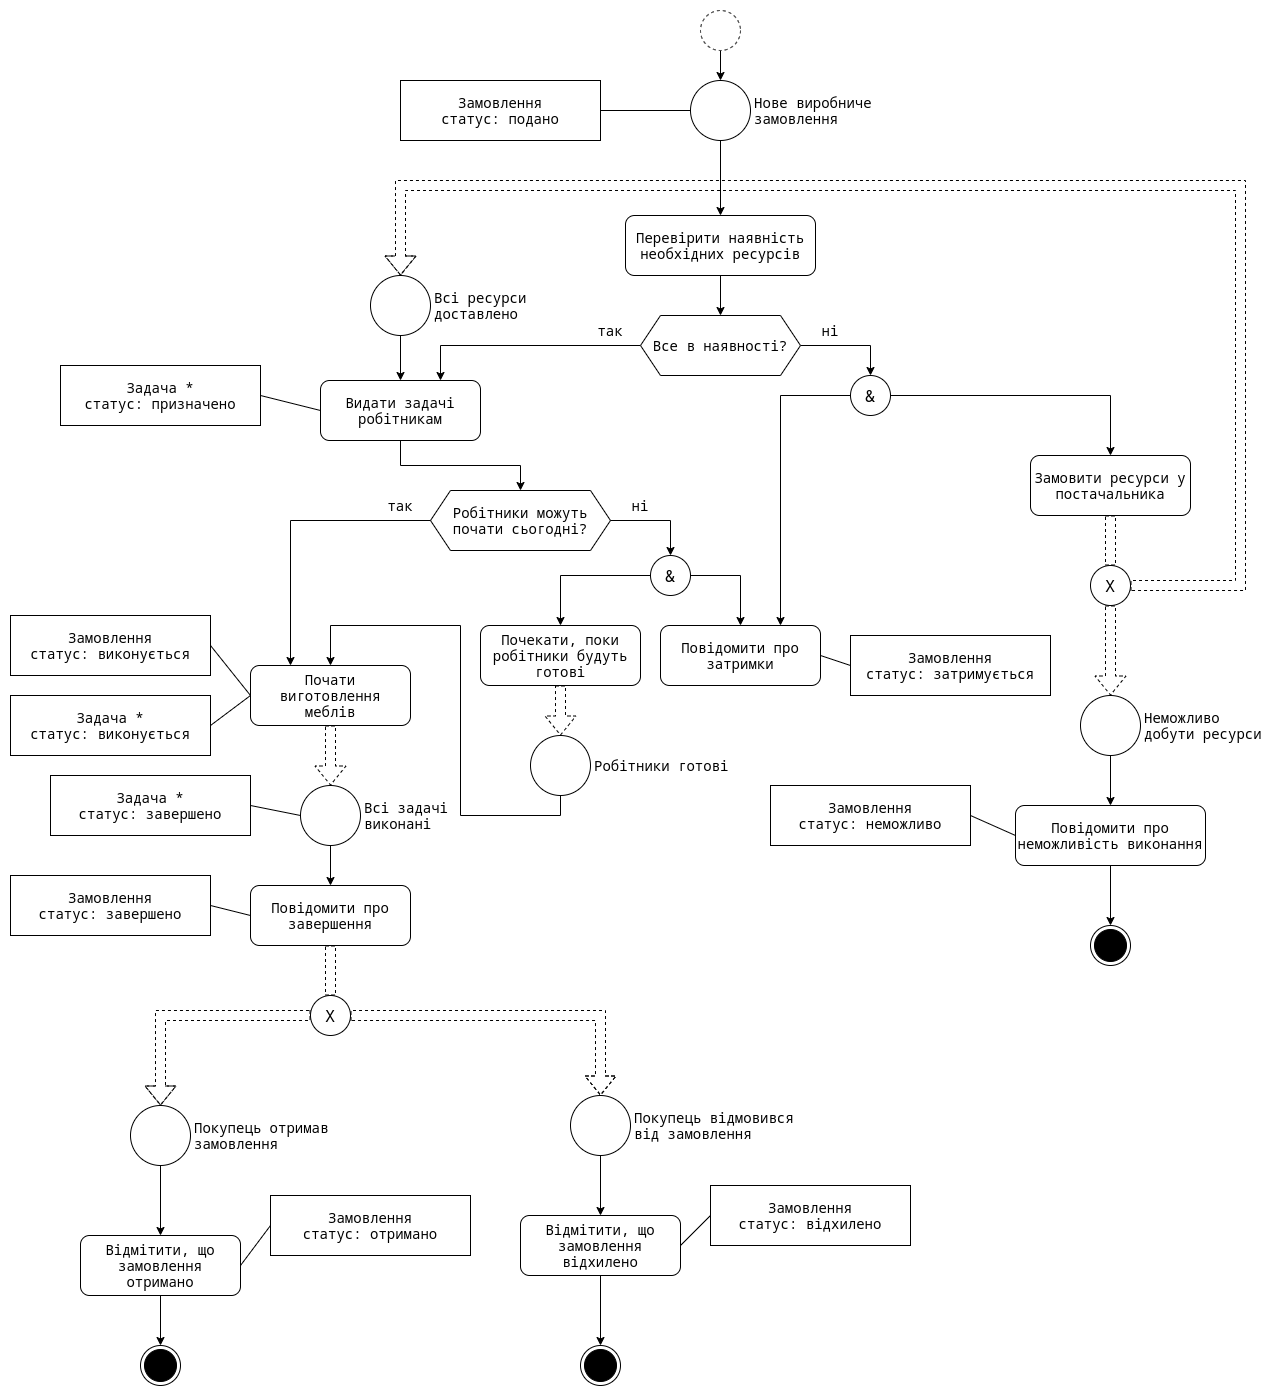 Замовлення
статус: подано
Нове виробниче
замовлення
Перевірити наявність
необхідних ресурсів
Всі ресурси
доставлено
так
Все в наявності?
ні
Задача *
статус: призначено
Видати задачі
робітникам
&
Замовити ресурси у
постачальника
так
Робітники можуть
почати сьогодні?
ні
&
X
Замовлення
статус: виконується
Задача *
статус: виконується
Почати
виготовлення
меблів
Почекати, поки
робітники будуть
готові
Повідомити про
затримки
Замовлення
статус: затримується
Неможливо
добути ресурси
Робітники готові
Задача *
статус: завершено
Всі задачі
виконані
Замовлення
статус: неможливо
Повідомити про
неможливість виконання
Замовлення
статус: завершено
Повідомити про
завершення
X
Покупець отримав
замовлення
Покупець відмовився
від замовлення
Замовлення
статус: отримано
Замовлення
статус: відхилено
Відмітити, що
замовлення
отримано
Відмітити, що
замовлення
відхилено